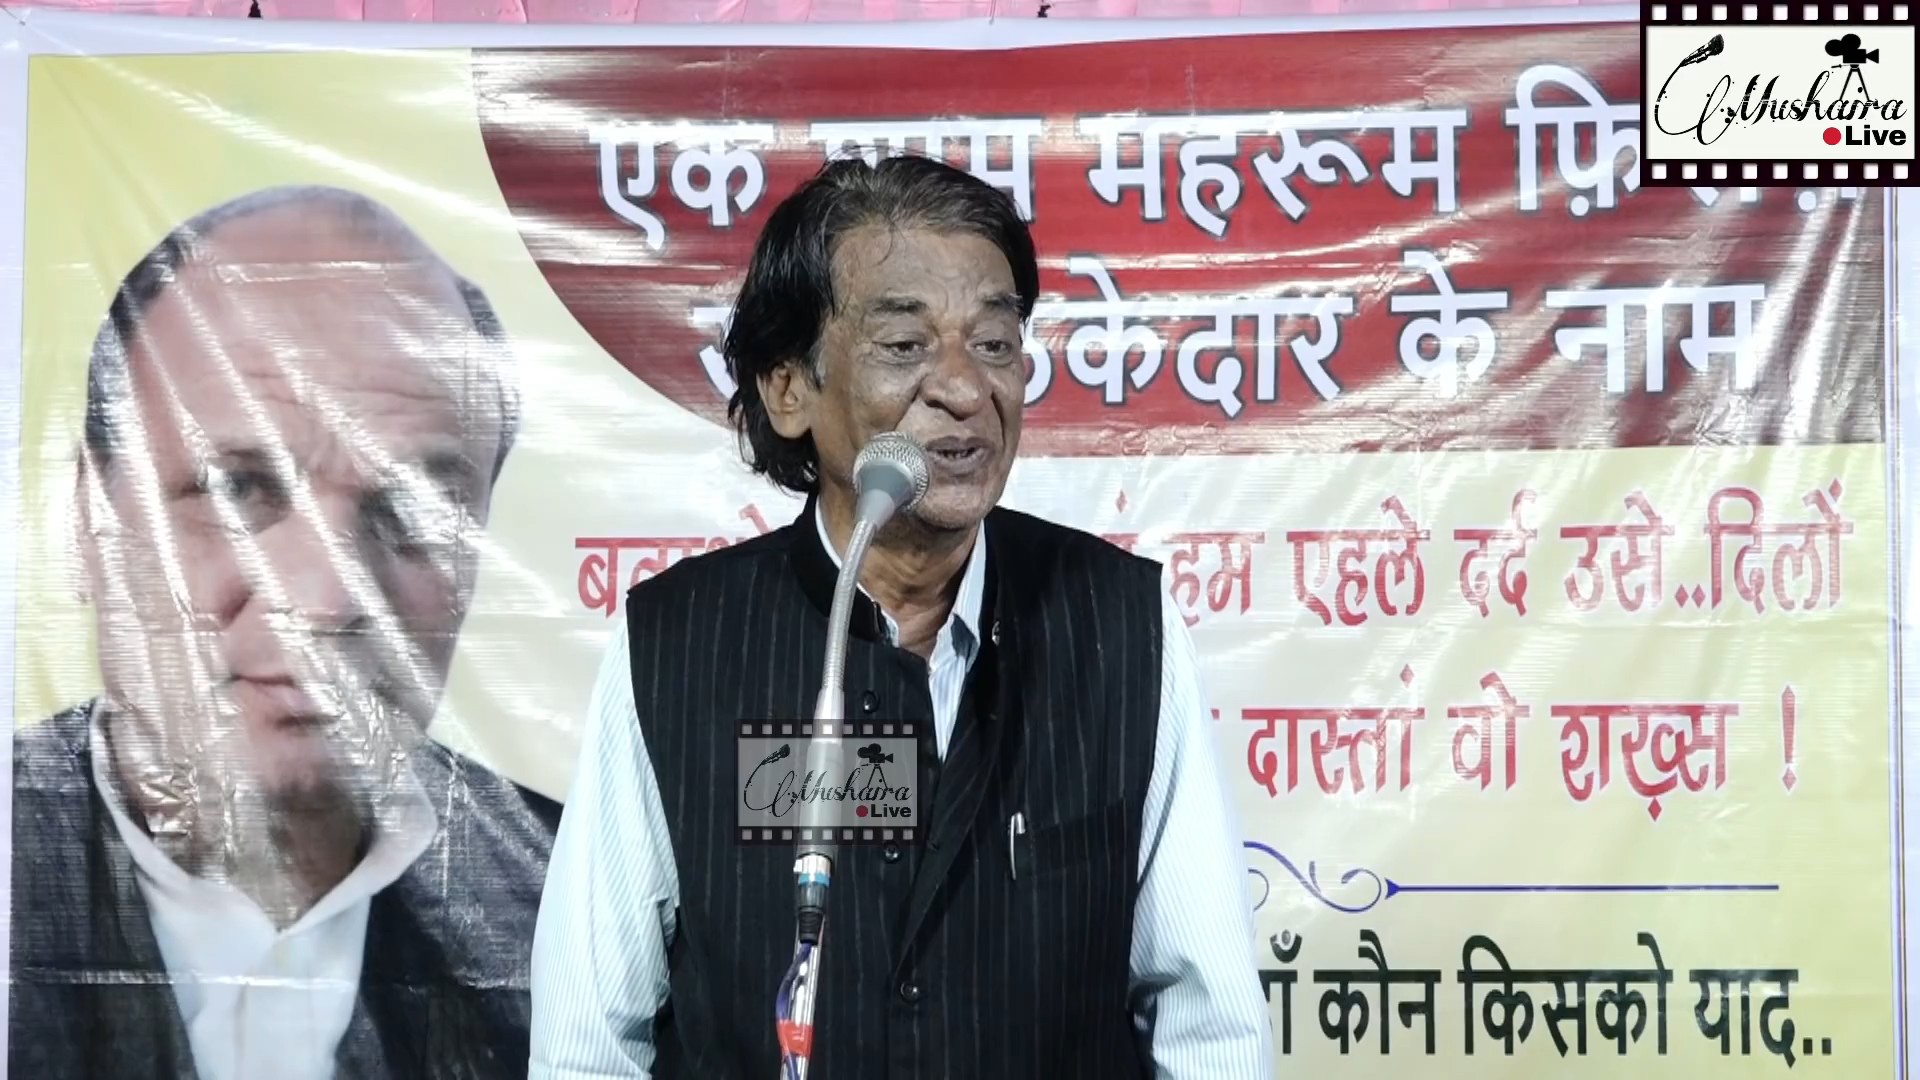 एक शाम महरूम
Mushaira
Live
ठेकेदार के नाम
हम एहले दर्द उसे..दिलों
दास्तां वो शख़्स !
Mushaira
Live
कौन किसको याद..